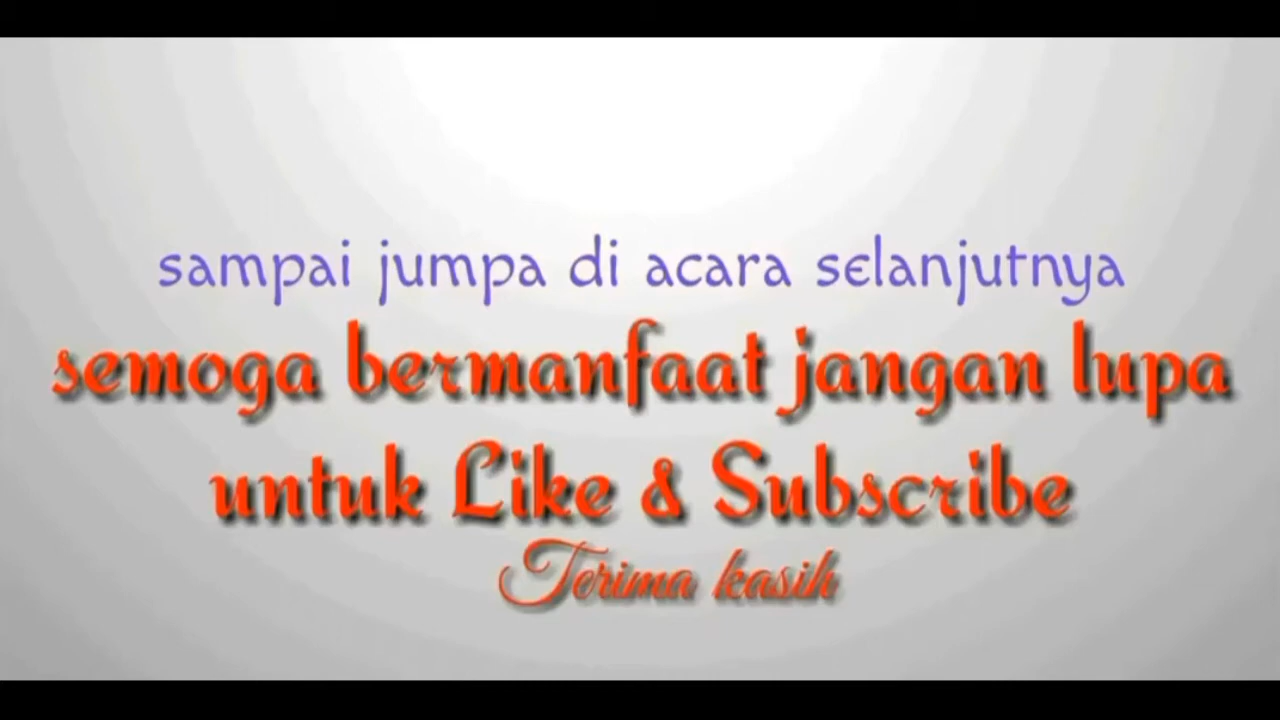 sampai jumpa di acara selanjutnya
semoga bermanfaat jangan lupa
untuk Like & Subscribe
Terima kasih